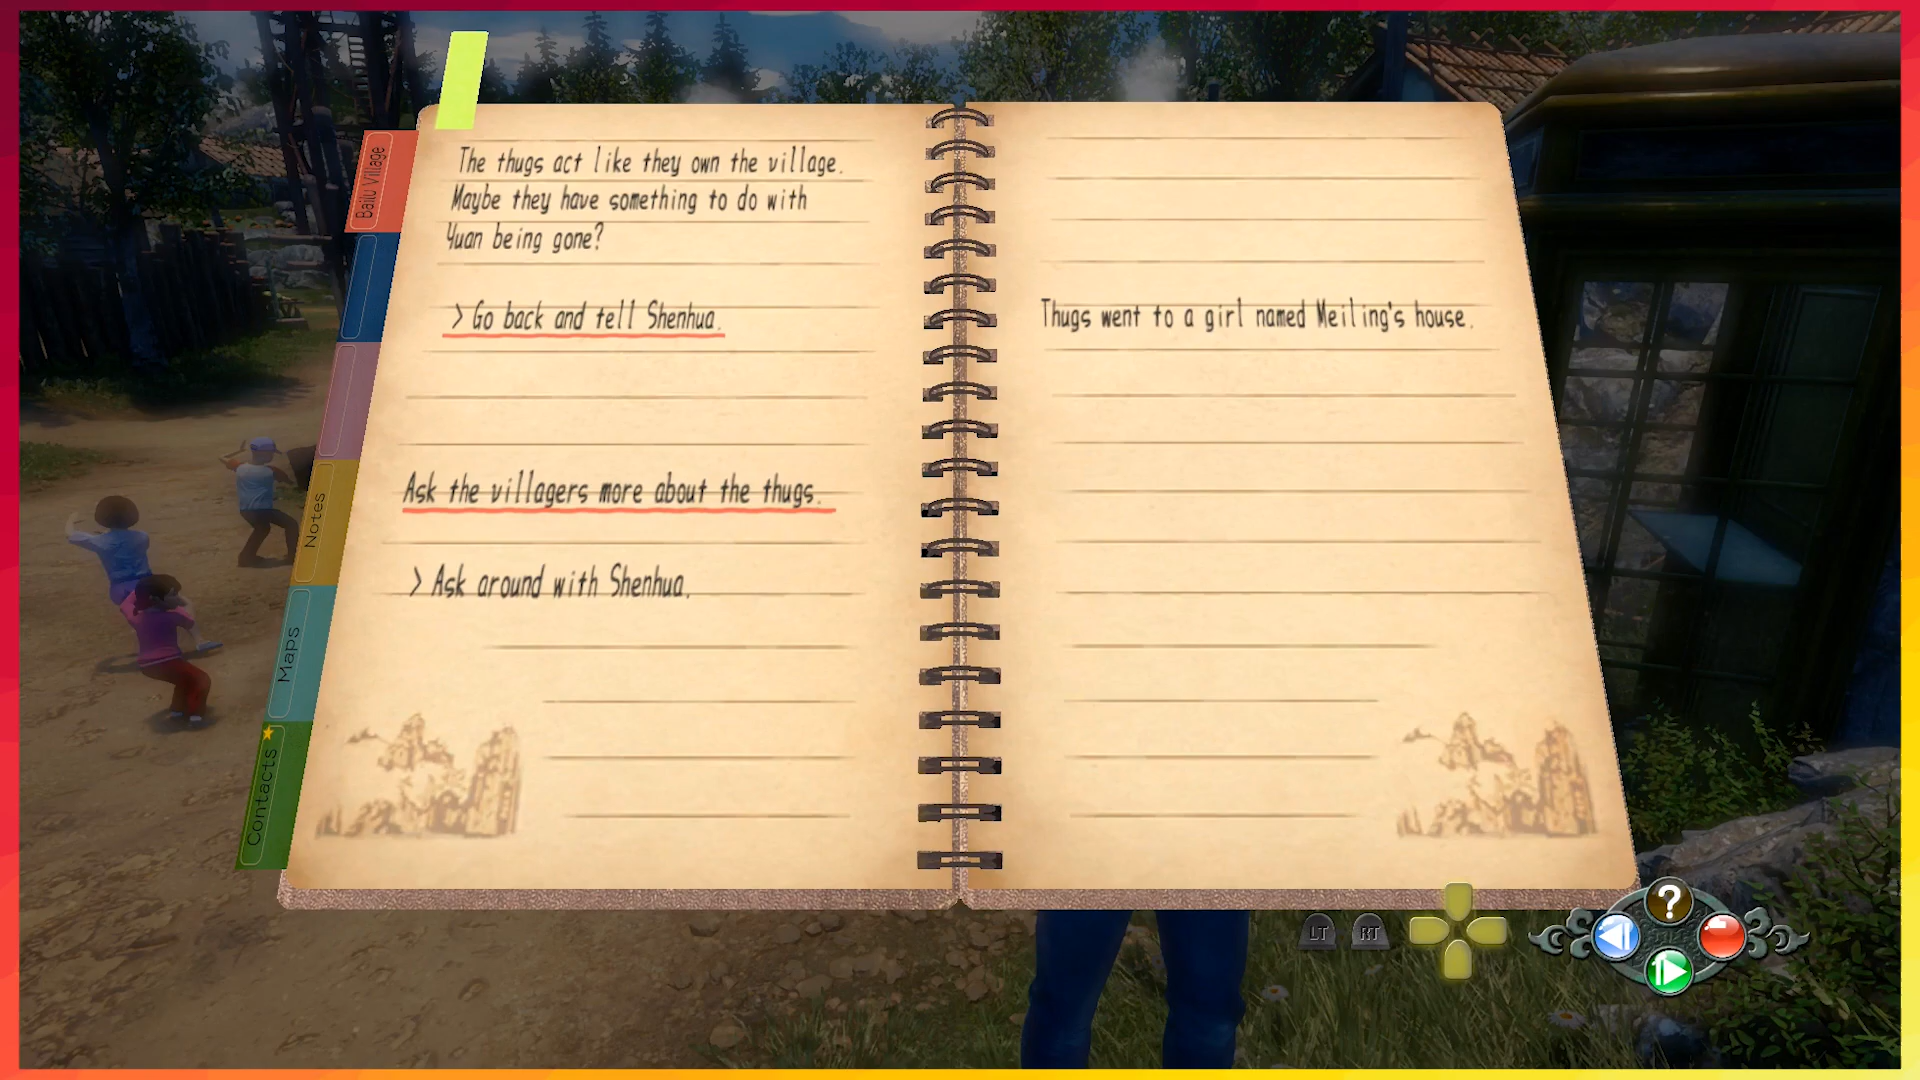 Bailu Village
Notes
Maps
Contacts
The thugs act like they own the village.
Maybe they have something to do with
Yuan being gone?
> Go back and tell Shenhua.
Ask the villagers more about the thugs.
> Ask around with Shenhua.
Thugs went to a girl named Meiling's house.
LT RT
?